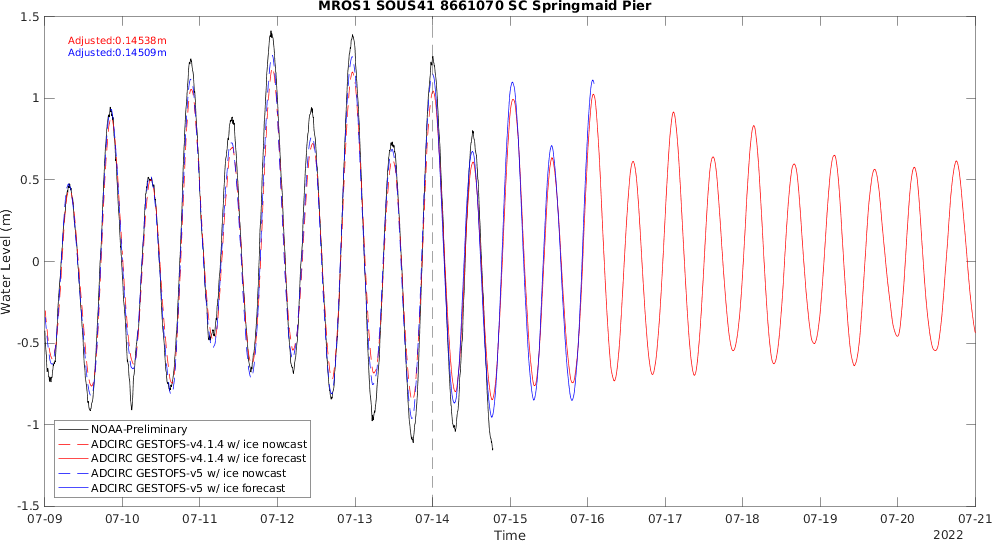 MROS1 SOUS41 8661070 SC Springmaid Pier
Adjusted:0.14538m
Adjusted:0.14509m
1.5
1
0.5
0
-0.5
-1
-1.5
Water Level (m)
NOAA-Preliminary
ADCIRC GESTOFS-v4.1.4 w/ ice nowcast
ADCIRC GESTOFS-v4.1.4 w/ ice forecast
ADCIRC GESTOFS-v5 w/ ice nowcast
ADCIRC GESTOFS-v5 w/ ice forecast
07-09 07-10 07-11 07-12 07-13 07-14 07-15 07-16 07-17 07-18 07-19 07-20 07-21
Time
2022